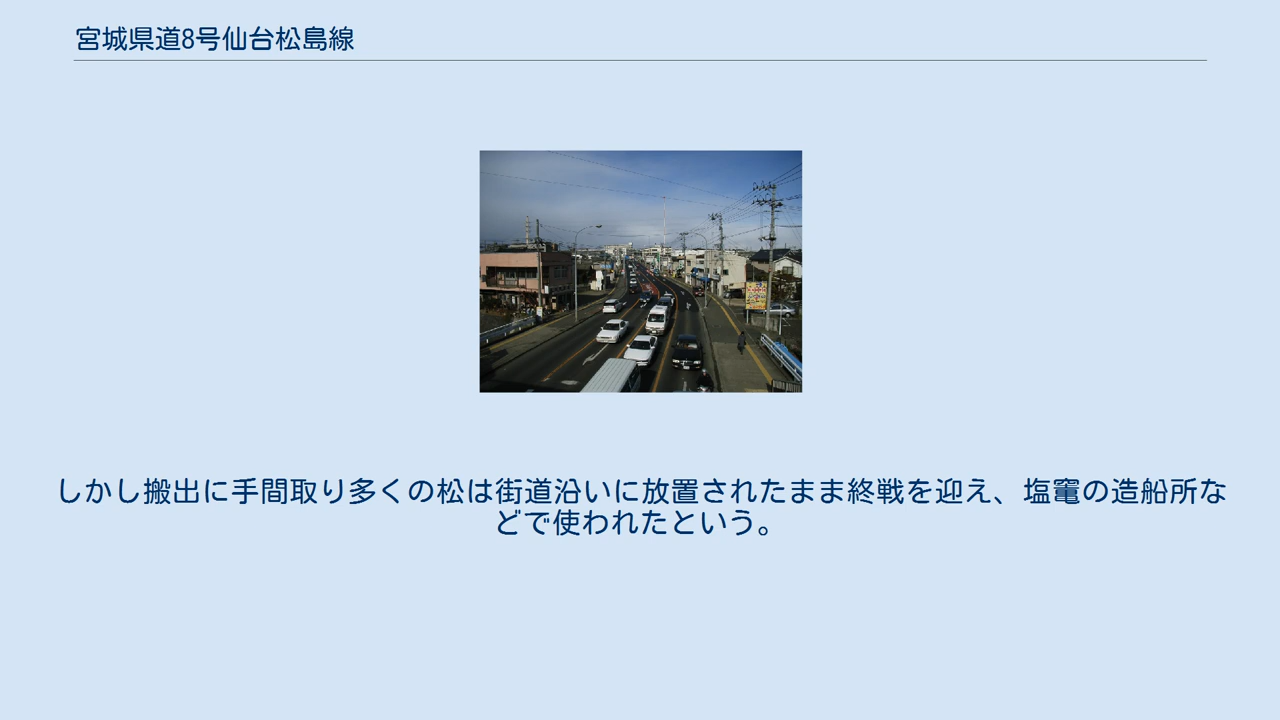 宮城県道8号仙台松島線
しかし搬出に手間取り多くの松は街道沿いに放置されたまま終戦を迎え、塩竃の造船所な
どで使われたという。